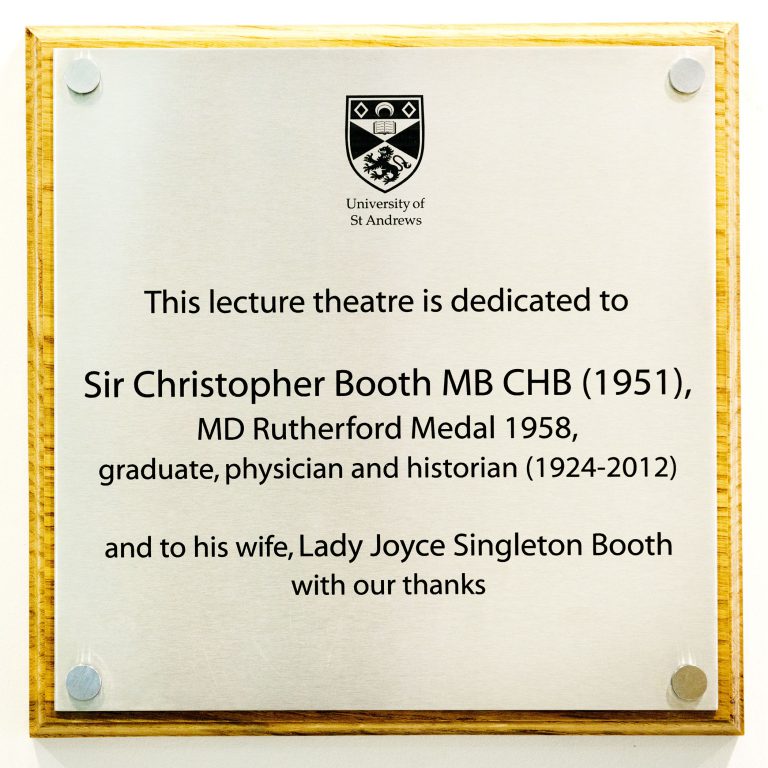 University of
St Andrews
This lecture theatre is dedicated to
Sir Christopher Booth MB CHB (1951),
MD Rutherford Medal 1958,
graduate, physician and historian (1924-2012)
and to his wife, Lady Joyce Singleton Booth
with our thanks